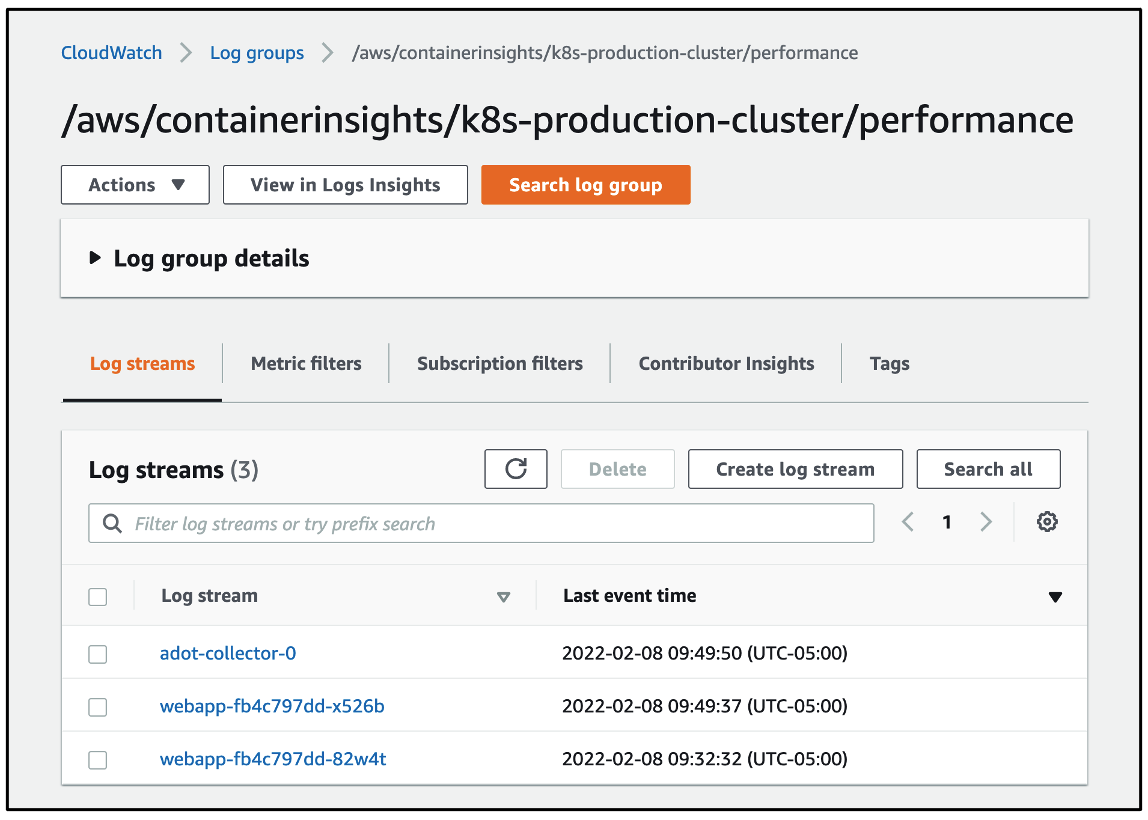 CloudWatch > Log groups > /aws/containerinsights/k8s-production-cluster/performance
/aws/containerinsights/k8s-production-cluster/performance
Actions ▼ View in Logs Insights Search log group
▶ Log group details
Log streams Metric filters Subscription filters Contributor Insights Tags
Log streams (3) Delete Create log stream Search all
Filter log streams or try prefix search < 1 >
Log stream Last event time
adot-collector-0 2022-02-08 09:49:50 (UTC-05:00)
webapp-fb4c797dd-x526b 2022-02-08 09:49:37 (UTC-05:00)
webapp-fb4c797dd-82w4t 2022-02-08 09:32:32 (UTC-05:00)